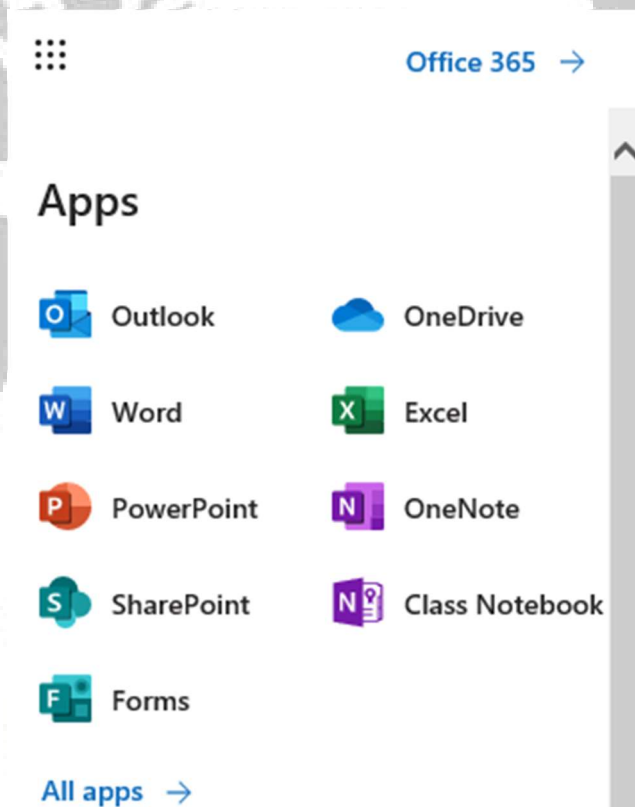 Office 365 →
Apps
O Outlook
OneDrive
W Word
X Excel
P PowerPoint
N OneNote
S SharePoint
N Class Notebook
F Forms
All apps →